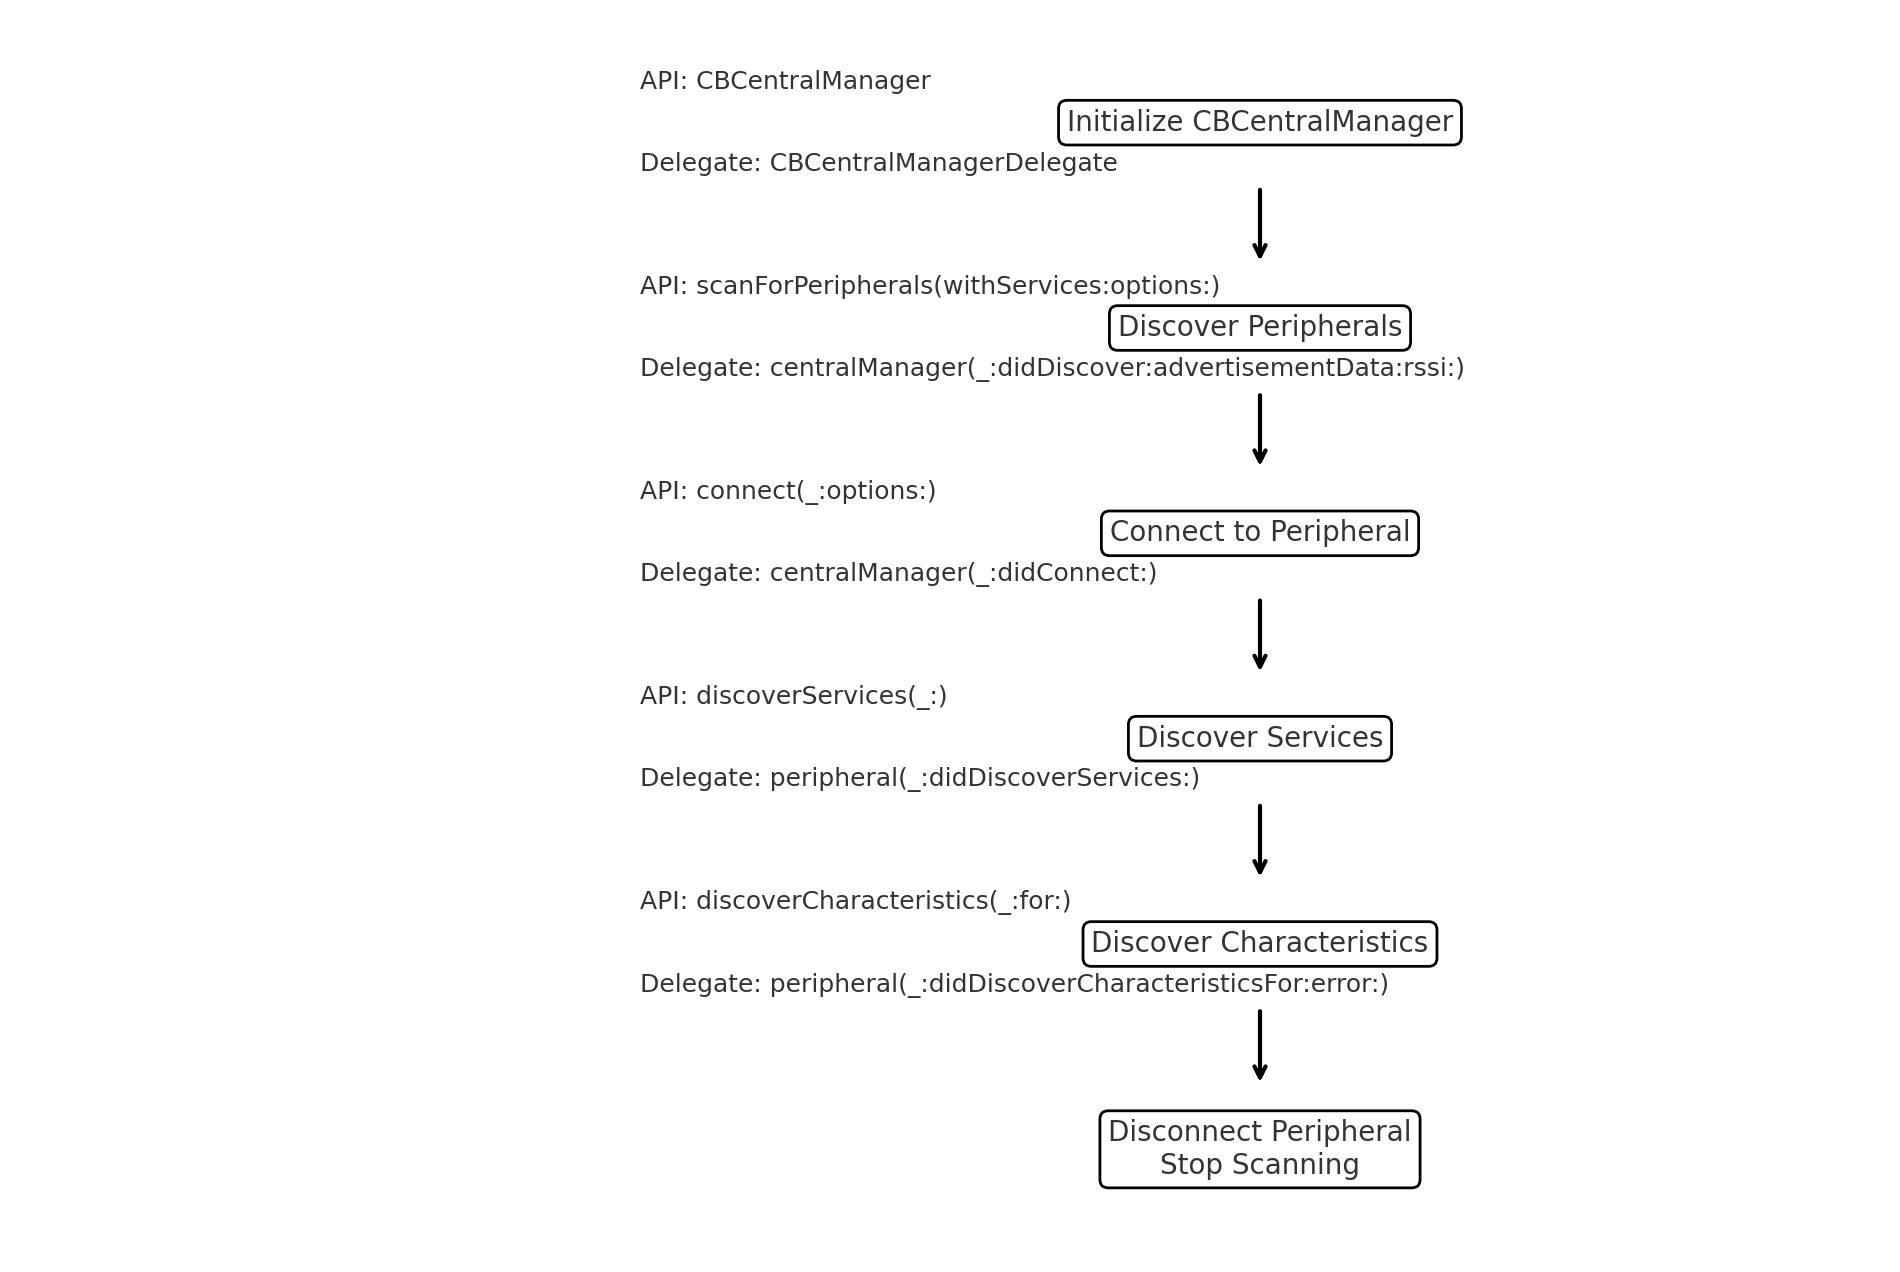 API: CBCentralManager
Initialize CBCentralManager
Delegate: CBCentralManagerDelegate
API: scanForPeripherals(withServices:options:)
Discover Peripherals
Delegate: centralManager(_:didDiscover:advertisementData:rssi:)
API: connect(_:options:)
Connect to Peripheral
Delegate: centralManager(_:didConnect:)
API: discoverServices(_:)
Discover Services
Delegate: peripheral(_:didDiscoverServices:)
API: discoverCharacteristics(_:for:)
Discover Characteristics
Delegate: peripheral(_:didDiscoverCharacteristicsFor:error:)
Disconnect Peripheral
Stop Scanning